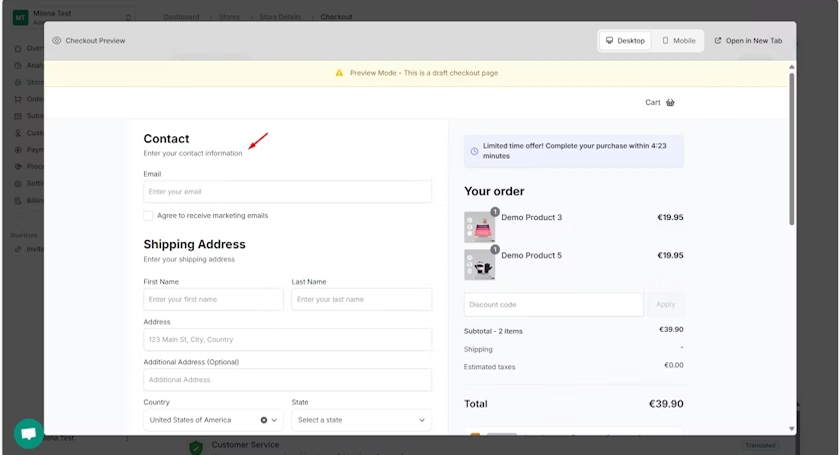 MT
Milena Test
Dashboard
Stores
Store Details
Checkout
Checkout Preview
Desktop
Mobile
Open in New Tab
Preview Mode - This is a draft checkout page
Cart
Contact
Enter your contact information
Email
Enter your email
Agree to receive marketing emails
Shipping Address
Enter your shipping address
First Name
Last Name
Enter your first name
Enter your last name
Address
123 Main St, City, Country
Additional Address (Optional)
Additional Address
Country
State
United States of America
Select a state
Limited time offer! Complete your purchase within 4:23
minutes
Your order
1
Demo Product 3
€19.95
1
Demo Product 5
€19.95
Discount code
Apply
Subtotal - 2 items
€39.90
Shipping
-
Estimated taxes
€0.00
Total
€39.90
Shortcuts
Customer Service
Translated